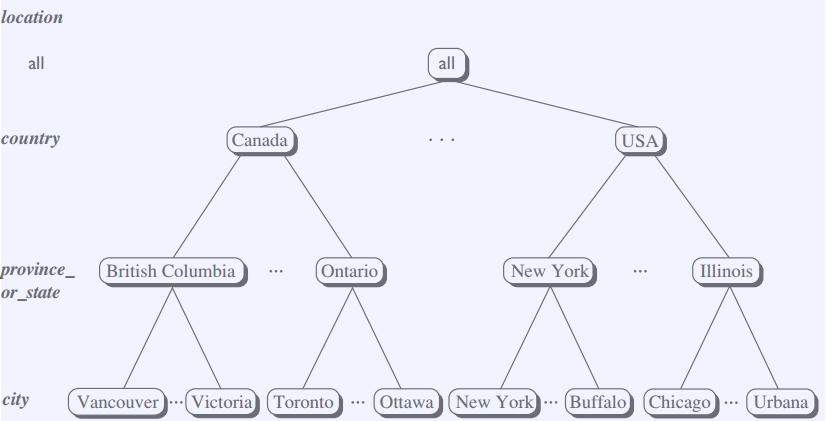 location
all all
country Canada ... USA
province_
or_state British Columbia ... Ontario New York ... Illinois
city Vancouver ... Victoria Toronto ... Ottawa New York ... Buffalo Chicago ... Urbana